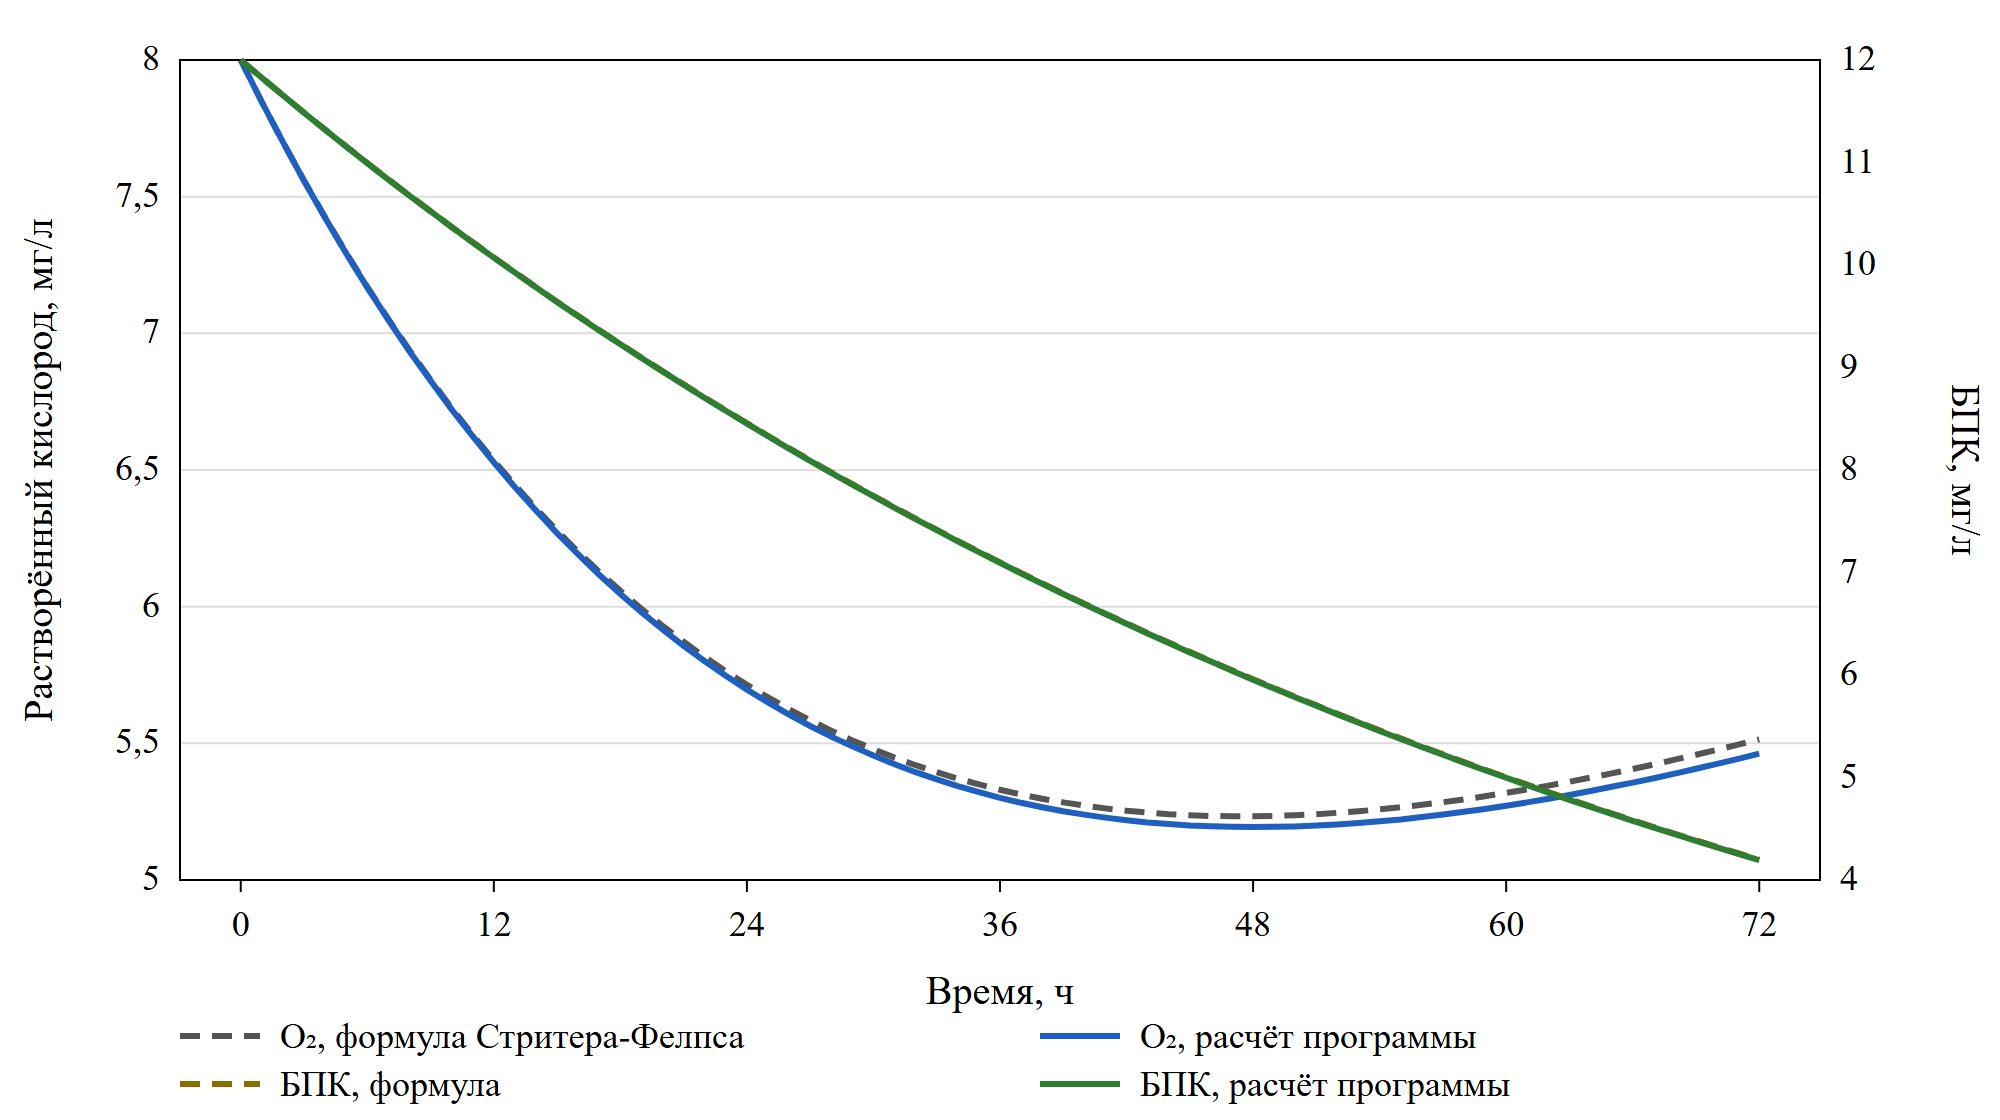 8
7,5
7
6,5
6
5,5
5
Растворённый кислород, мг/л
12
11
10
9
8
7
6
5
4
БПК, мг/л
0 12 24 36 48 60 72
Время, ч
O₂, формула Стритера-Фелпса
O₂, расчёт программы
БПК, формула
БПК, расчёт программы